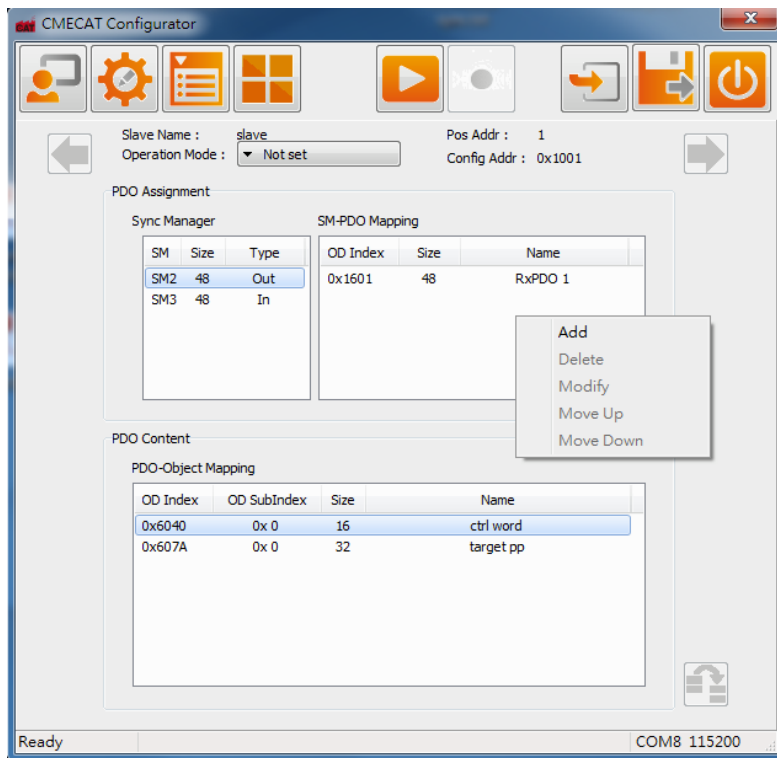 CAT CMECAT Configurator
Slave Name : slave Pos Addr : 1
Operation Mode : Not set Config Addr : 0x1001
PDO Assignment
Sync Manager SM-PDO Mapping
SM Size Type OD Index Size Name
SM2 48 Out 0x1601 48 RxPDO 1
SM3 48 In
Add
Delete
Modify
Move Up
Move Down
PDO Content
PDO-Object Mapping
OD Index OD SubIndex Size Name
0x6040 0x 0 16 ctrl word
0x607A 0x 0 32 target pp
Ready COM8 115200